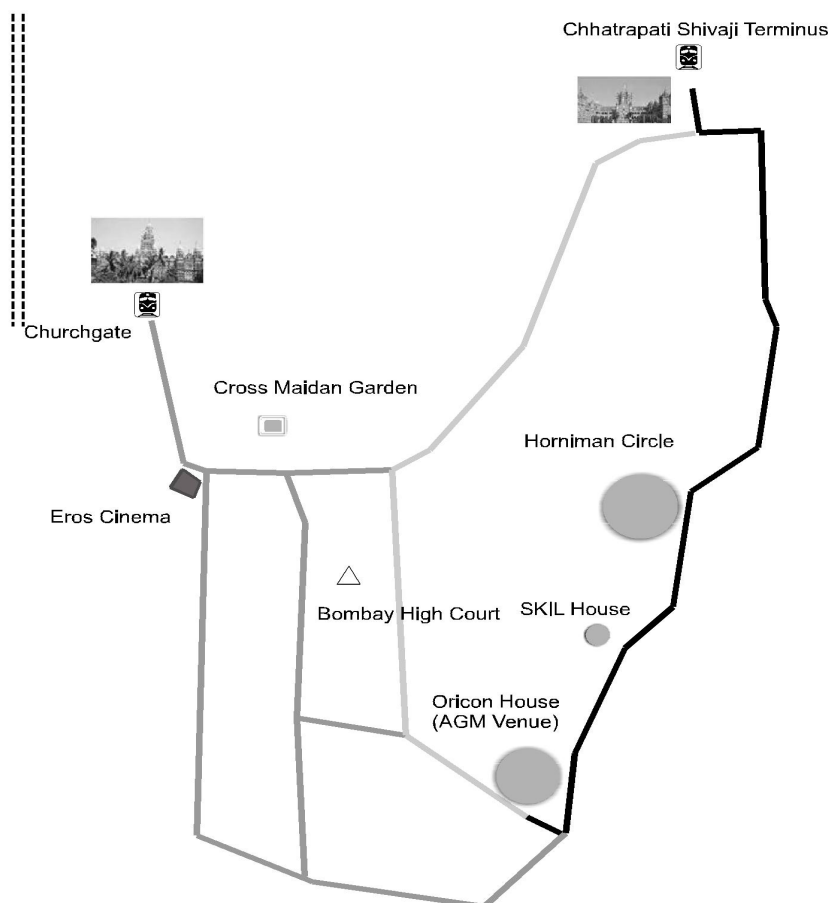 Chhatrapati Shivaji Terminus
Churchgate
Cross Maidan Garden
Horniman Circle
Eros Cinema
Bombay High Court
SKIL House
Oricon House
(AGM Venue)